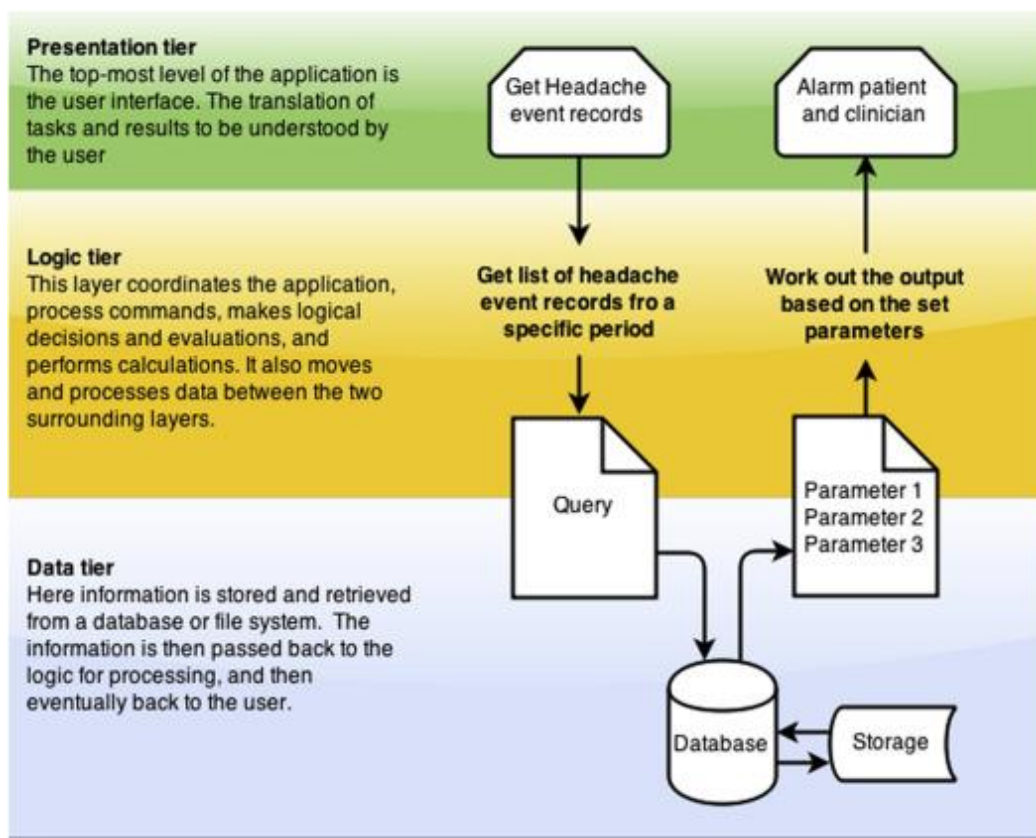 Presentation tier
The top-most level of the application is
the user interface. The translation of
tasks and results to be understood by
the user
Get Headache
event records
Alarm patient
and clinician
Logic tier
This layer coordinates the application,
process commands, makes logical
decisions and evaluations, and
performs calculations. It also moves
and processes data between the two
surrounding layers.
Get list of headache
event records fro a
specific period
Work out the output
based on the set
parameters
Query
Parameter 1
Parameter 2
Parameter 3
Data tier
Here information is stored and retrieved
from a database or file system. The
information is then passed back to the
logic for processing, and then
eventually back to the user.
Database
Storage